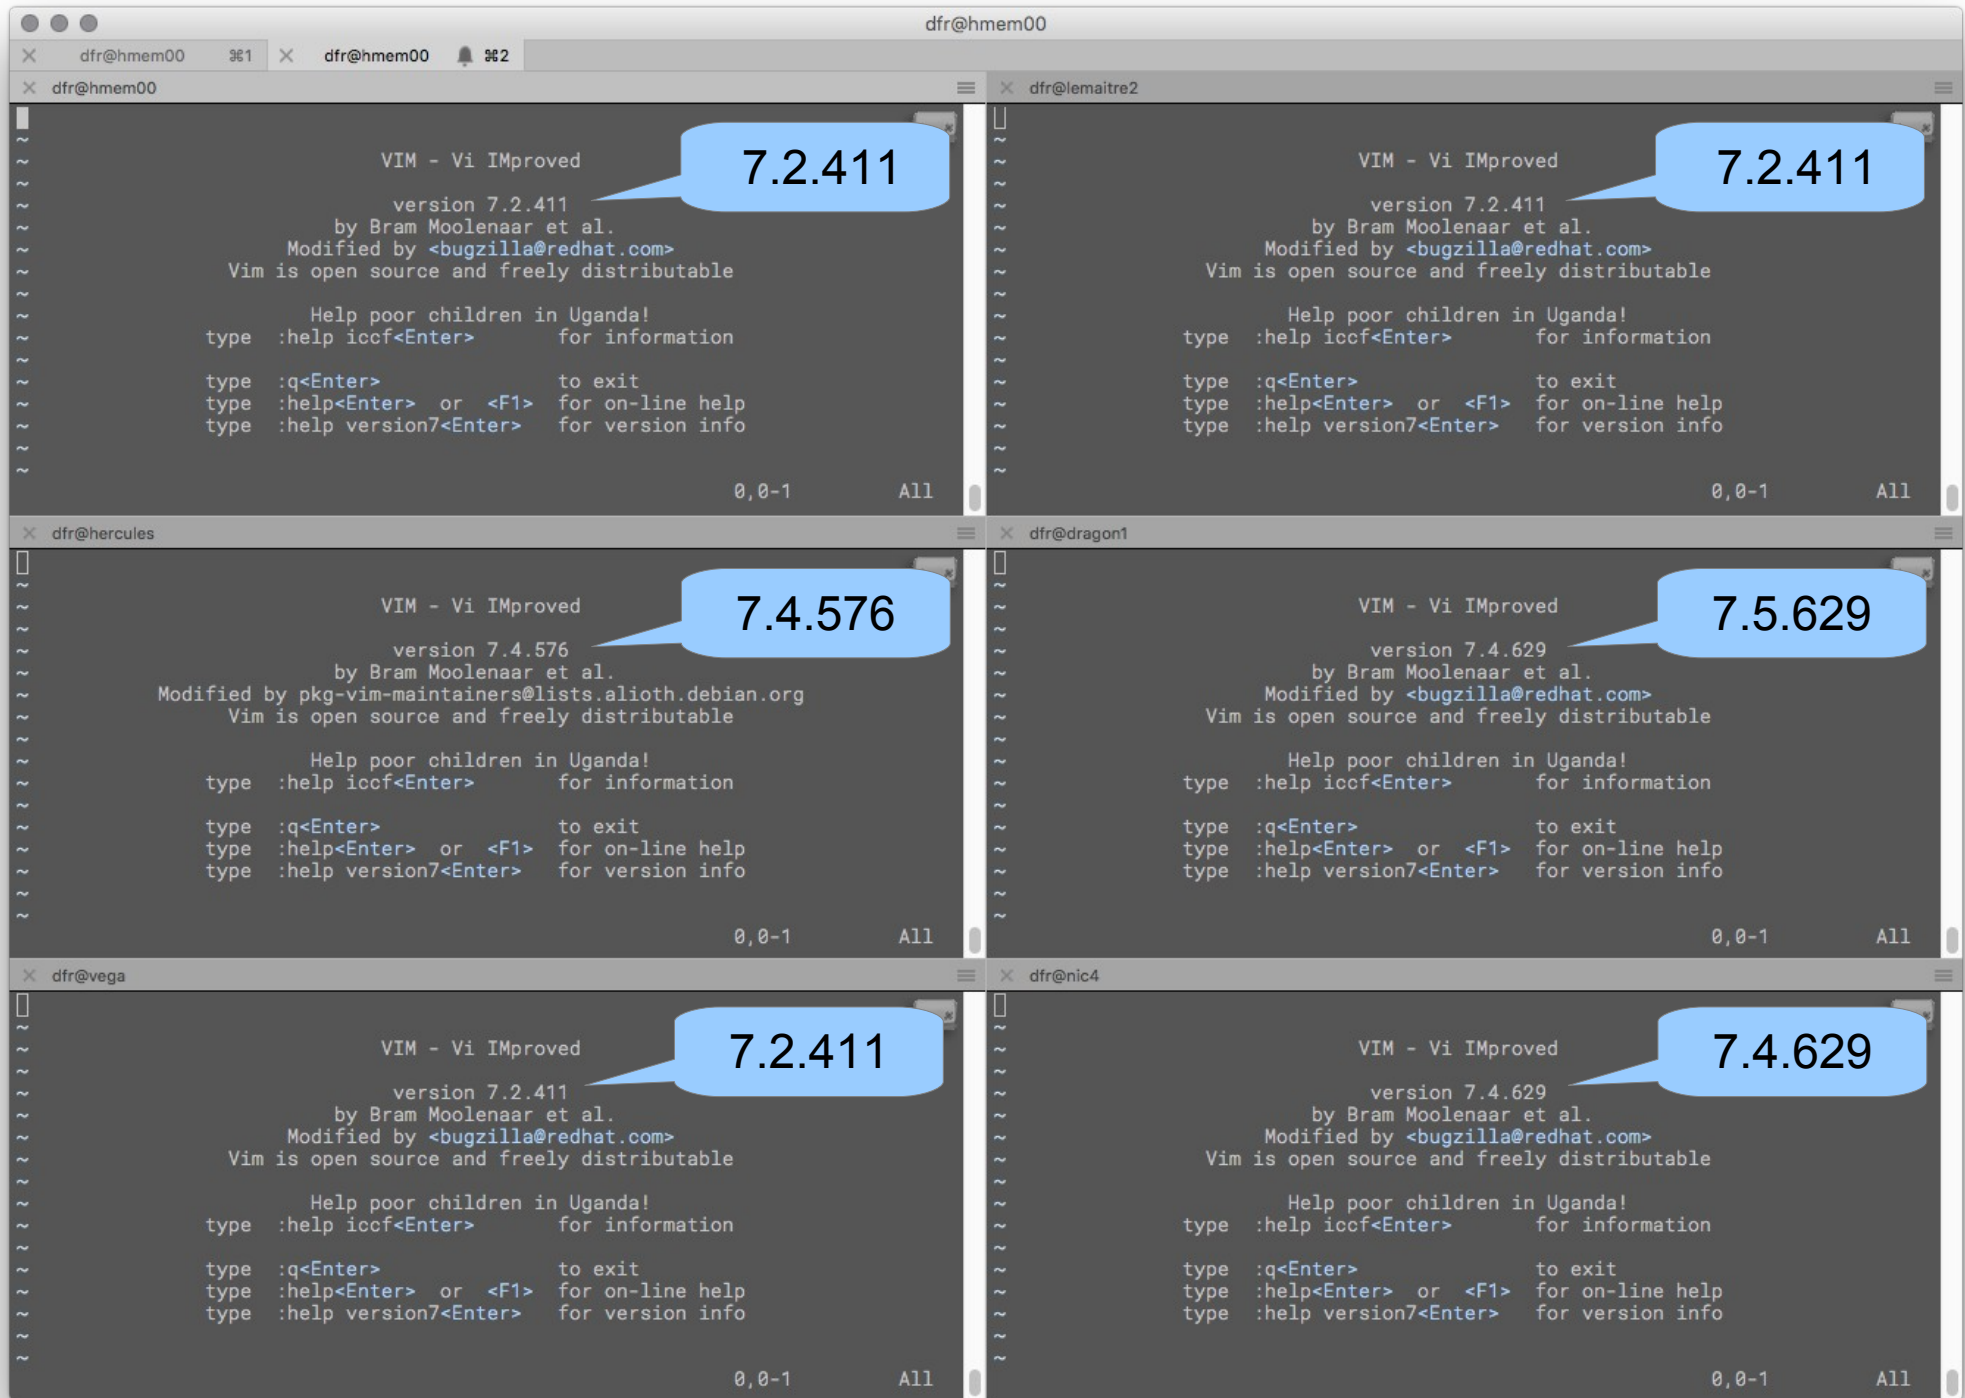 dfr@hmem00
dfr@hmem00 ⌘1 dfr@hmem00 ⌘2
dfr@hmem00
VIM - Vi IMproved
7.2.411
version 7.2.411
by Bram Moolenaar et al.
Modified by <bugzilla@redhat.com>
Vim is open source and freely distributable
Help poor children in Uganda!
type :help iccf<Enter> for information
type :q<Enter> to exit
type :help<Enter> or <F1> for on-line help
type :help version7<Enter> for version info
0,0-1 All
dfr@lemaitre2
VIM - Vi IMproved
7.2.411
version 7.2.411
by Bram Moolenaar et al.
Modified by <bugzilla@redhat.com>
Vim is open source and freely distributable
Help poor children in Uganda!
type :help iccf<Enter> for information
type :q<Enter> to exit
type :help<Enter> or <F1> for on-line help
type :help version7<Enter> for version info
0,0-1 All
dfr@hercules
VIM - Vi IMproved
7.4.576
version 7.4.576
by Bram Moolenaar et al.
Modified by pkg-vim-maintainers@lists.alioth.debian.org
Vim is open source and freely distributable
Help poor children in Uganda!
type :help iccf<Enter> for information
type :q<Enter> to exit
type :help<Enter> or <F1> for on-line help
type :help version7<Enter> for version info
0,0-1 All
dfr@dragon1
VIM - Vi IMproved
7.5.629
version 7.4.629
by Bram Moolenaar et al.
Modified by <bugzilla@redhat.com>
Vim is open source and freely distributable
Help poor children in Uganda!
type :help iccf<Enter> for information
type :q<Enter> to exit
type :help<Enter> or <F1> for on-line help
type :help version7<Enter> for version info
0,0-1 All
dfr@vega
VIM - Vi IMproved
7.2.411
version 7.2.411
by Bram Moolenaar et al.
Modified by <bugzilla@redhat.com>
Vim is open source and freely distributable
Help poor children in Uganda!
type :help iccf<Enter> for information
type :q<Enter> to exit
type :help<Enter> or <F1> for on-line help
type :help version7<Enter> for version info
0,0-1 All
dfr@nic4
VIM - Vi IMproved
7.4.629
version 7.4.629
by Bram Moolenaar et al.
Modified by <bugzilla@redhat.com>
Vim is open source and freely distributable
Help poor children in Uganda!
type :help iccf<Enter> for information
type :q<Enter> to exit
type :help<Enter> or <F1> for on-line help
type :help version7<Enter> for version info
0,0-1 All